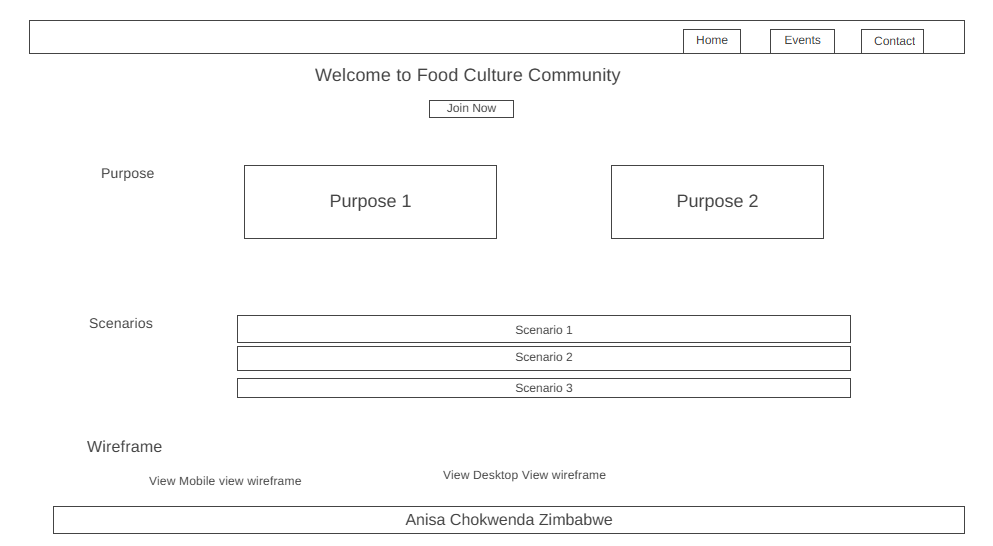 Home
Events
Contact
Welcome to Food Culture Community
Join Now
Purpose
Purpose 1
Purpose 2
Scenarios
Scenario 1
Scenario 2
Scenario 3
Wireframe
View Mobile view wireframe
View Desktop View wireframe
Anisa Chokwenda Zimbabwe